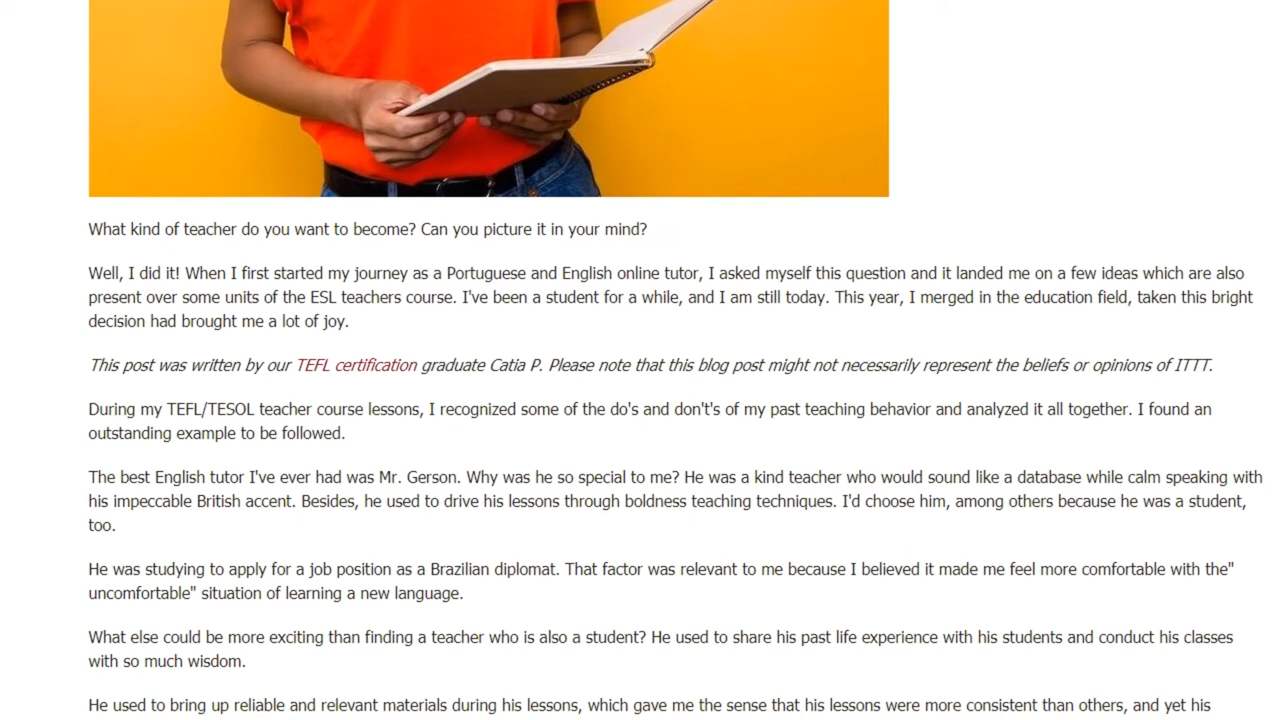 What kind of teacher do you want to become? Can you picture it in your mind?
Well, I did it! When I first started my journey as a Portuguese and English online tutor, I asked myself this question and it landed me on a few ideas which are also
present over some units of the ESL teachers course. I've been a student for a while, and I am still today. This year, I merged in the education field, taken this bright
decision had brought me a lot of joy.
This post was written by our TEFL certification graduate Catia P. Please note that this blog post might not necessarily represent the beliefs or opinions of ITTT.
During my TEFL/TESOL teacher course lessons, I recognized some of the do's and don't's of my past teaching behavior and analyzed it all together. I found an
outstanding example to be followed.
The best English tutor I've ever had was Mr. Gerson. Why was he so special to me? He was a kind teacher who would sound like a database while calm speaking with
his impeccable British accent. Besides, he used to drive his lessons through boldness teaching techniques. I'd choose him, among others because he was a student,
too.
He was studying to apply for a job position as a Brazilian diplomat. That factor was relevant to me because I believed it made me feel more comfortable with the"
uncomfortable" situation of learning a new language.
What else could be more exciting than finding a teacher who is also a student? He used to share his past life experience with his students and conduct his classes
with so much wisdom.
He used to bring up reliable and relevant materials during his lessons, which gave me the sense that his lessons were more consistent than others, and yet his